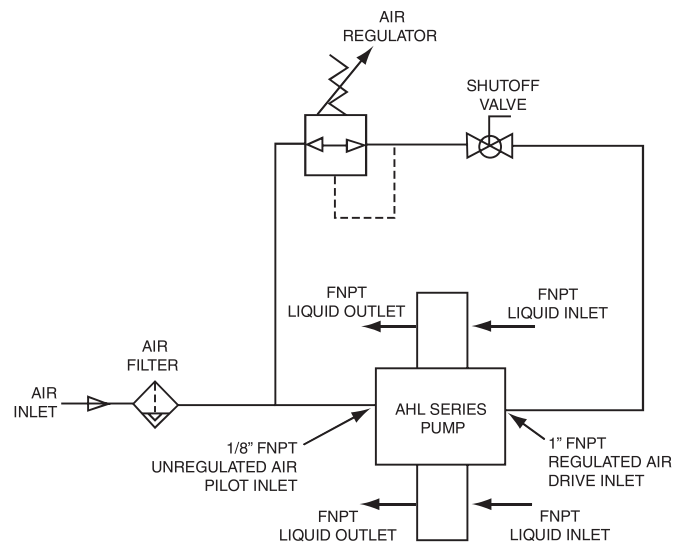 AIR
REGULATOR
SHUTOFF
VALVE
FNPT
LIQUID OUTLET
FNPT
LIQUID INLET
AIR
FILTER
AIR
INLET
AHL SERIES
PUMP
1/8” FNPT
UNREGULATED AIR
PILOT INLET
1” FNPT
REGULATED AIR
DRIVE INLET
FNPT
LIQUID OUTLET
FNPT
LIQUID INLET